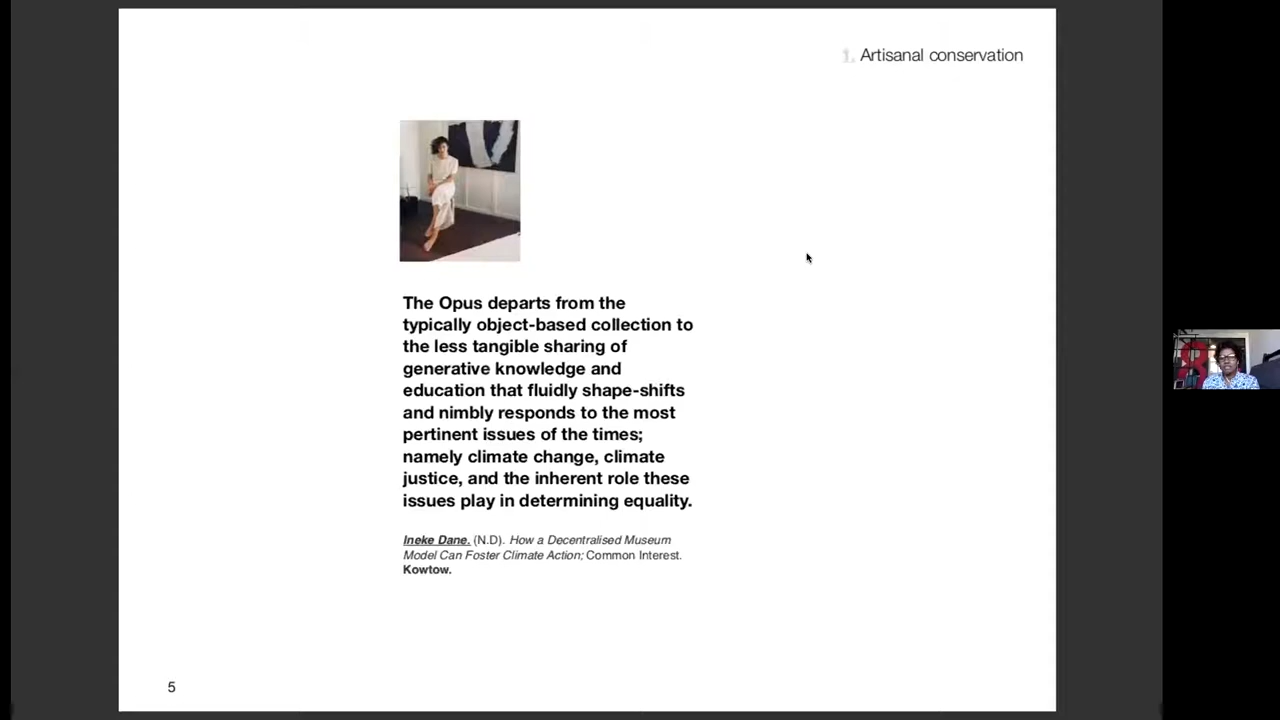 1. Artisanal conservation
The Opus departs from the
typically object-based collection to
the less tangible sharing of
generative knowledge and
education that fluidly shape-shifts
and nimbly responds to the most
pertinent issues of the times;
namely climate change, climate
justice, and the inherent role these
issues play in determining equality.
Ineke Dane. (N.D). How a Decentralised Museum
Model Can Foster Climate Action; Common Interest.
Kowtow.
5